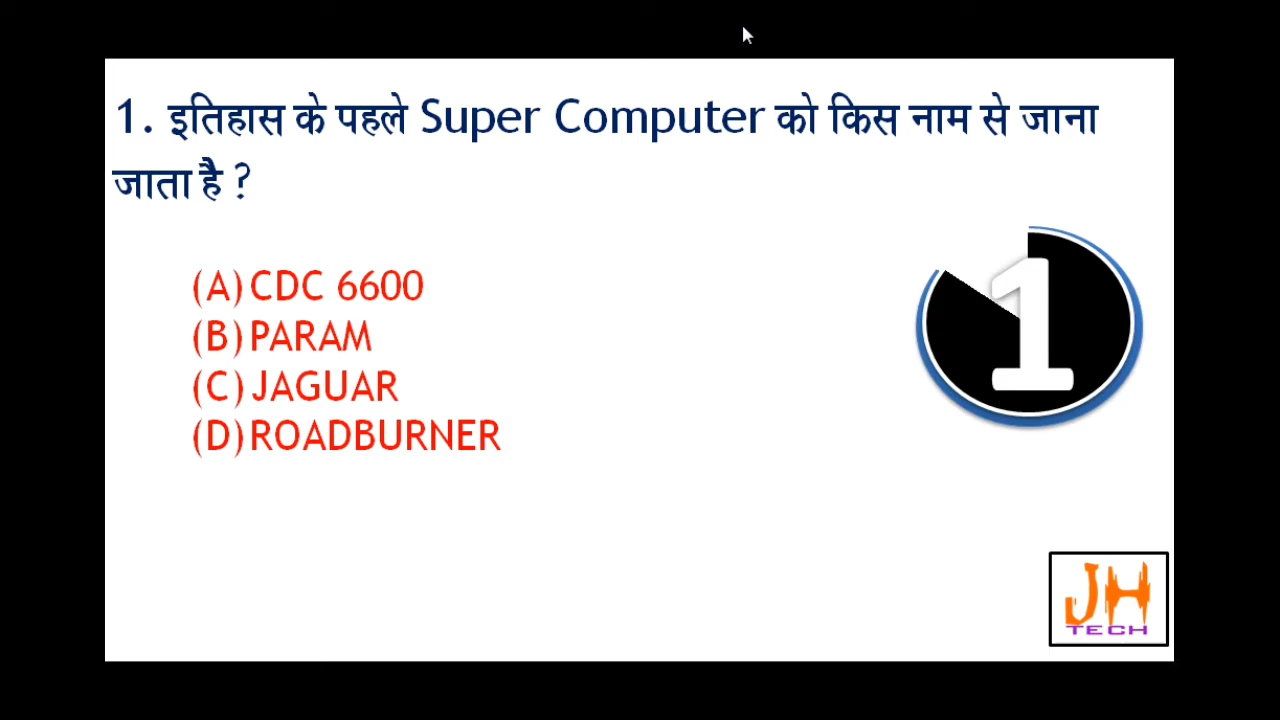 1. इतिहास के पहले Super Computer को किस नाम से जाना
जाता है ?
(A) CDC 6600
(B) PARAM
(C) JAGUAR
(D) ROADBURNER
1
JH
TECH